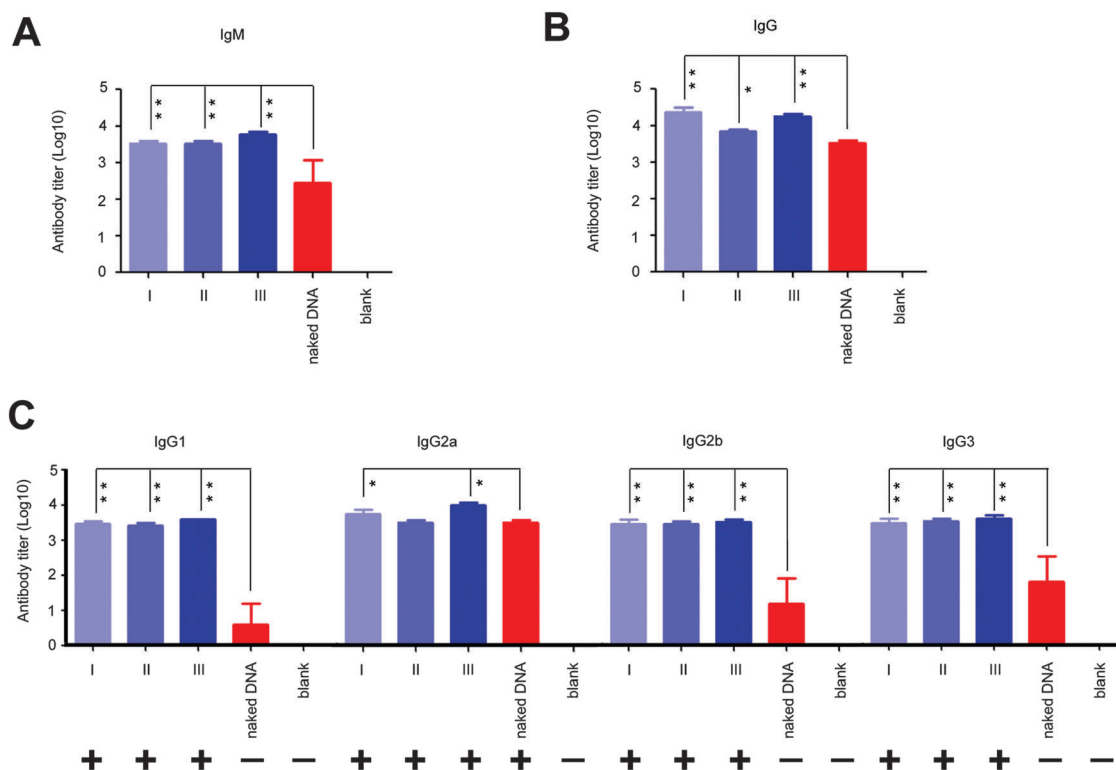 A
IgM
Antibody titer (Log10)
5
4
3
2
1
0
** ** **
I II III naked DNA blank
B
IgG
Antibody titer (Log10)
5
4
3
2
1
0
** * **
I II III naked DNA blank
C
IgG1 IgG2a IgG2b IgG3
Antibody titer (Log10)
5
4
3
2
1
0
** ** ** * * ** ** ** ** ** **
I II III naked DNA blank I II III naked DNA blank I II III naked DNA blank I II III naked DNA blank
+ + + — — + + + + — + + + — — + + + — —